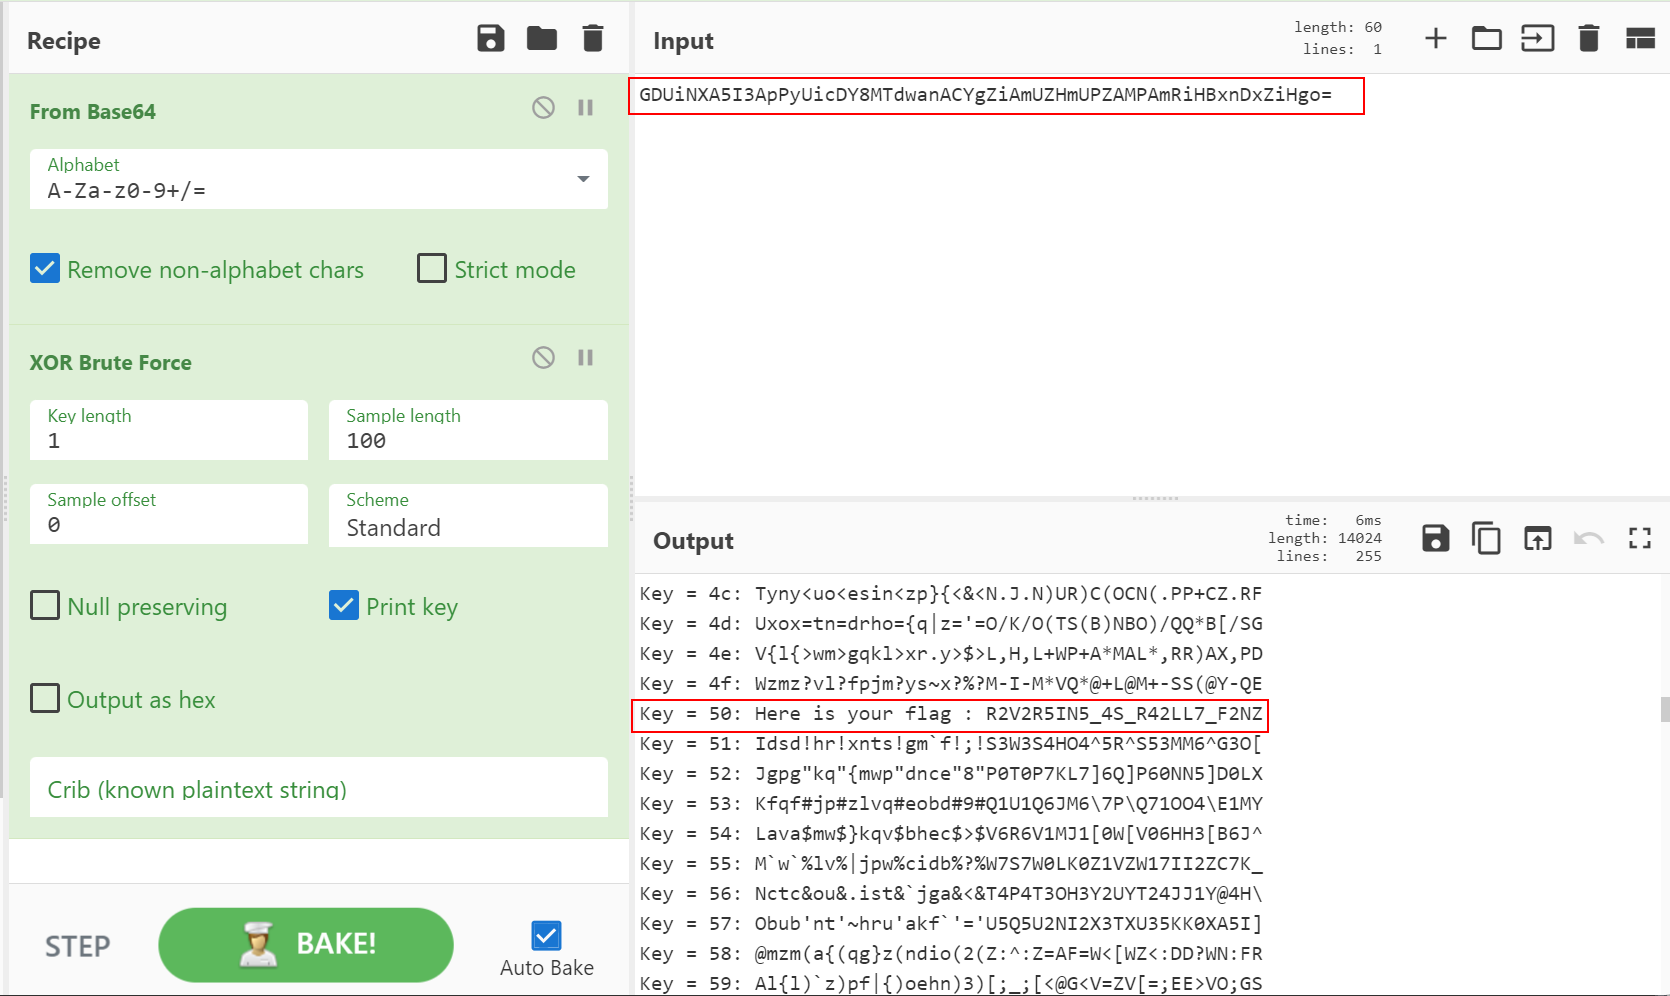 Recipe
From Base64
Alphabet
A-Za-z0-9+/=
Remove non-alphabet chars
Strict mode
XOR Brute Force
Key length
1
Sample length
100
Sample offset
0
Scheme
Standard
Null preserving
Print key
Output as hex
Crib (known plaintext string)
STEP
BAKE!
Auto Bake
Input
length: 60
lines: 1
GDUiNXA5I3ApPyUicDY8MTdwanACYgZiAmUZHmUPZAMPAmRiHBxnDxZiHgo=
Output
time: 6ms
length: 14024
lines: 255
Key = 4c: Tyny<uo<esin<zp}{<&<N.J.N)UR)C(OCN(.PP+CZ.RF
Key = 4d: Uxox=tn=drho={q|z='=O/K/O(TS(B)NBO)/QQ*B[/SG
Key = 4e: V{l{>wm>gqkl>xr.y>$>L,H,L+WP+A*MAL*,RR)AX,PD
Key = 4f: Wzmz?vl?fpjm?ys~x?%?M-I-M*VQ*@+L@M+-SS(@Y-QE
Key = 50: Here is your flag : R2V2R5IN5_4S_R42LL7_F2NZ
Key = 51: Idsd!hr!xnts!gm`f!;!S3W3S4HO4^5R^S53MM6^G3O[
Key = 52: Jgpg"kq"{mwp"dnce"8"P0T0P7KL7]6Q]P60NN5]D0LX
Key = 53: Kfqf#jp#zlvq#eobd#9#Q1U1Q6JM6\7P\Q71OO4\E1MY
Key = 54: Lava$mw$}kqv$bhec$>$V6R6V1MJ1[0W[V06HH3[B6J^
Key = 55: M`w`%lv%|jpw%cidb%?%W7S7W0LK0Z1VZW17II2ZC7K_
Key = 56: Nctc&ou&.ist&`jga&<&T4P4T3OH3Y2UYT24JJ1Y@4H\
Key = 57: Obub'nt'~hru'akf`'='U5Q5U2NI2X3TXU35KK0XA5I]
Key = 58: @mzm(a{(qg}z(ndio(2(Z:^:Z=AF=W<[WZ<:DD?WN:FR
Key = 59: Al{l)`z)pf|{)oehn)3)[;_;[<@G<V=ZV[=;EE>VO;GS